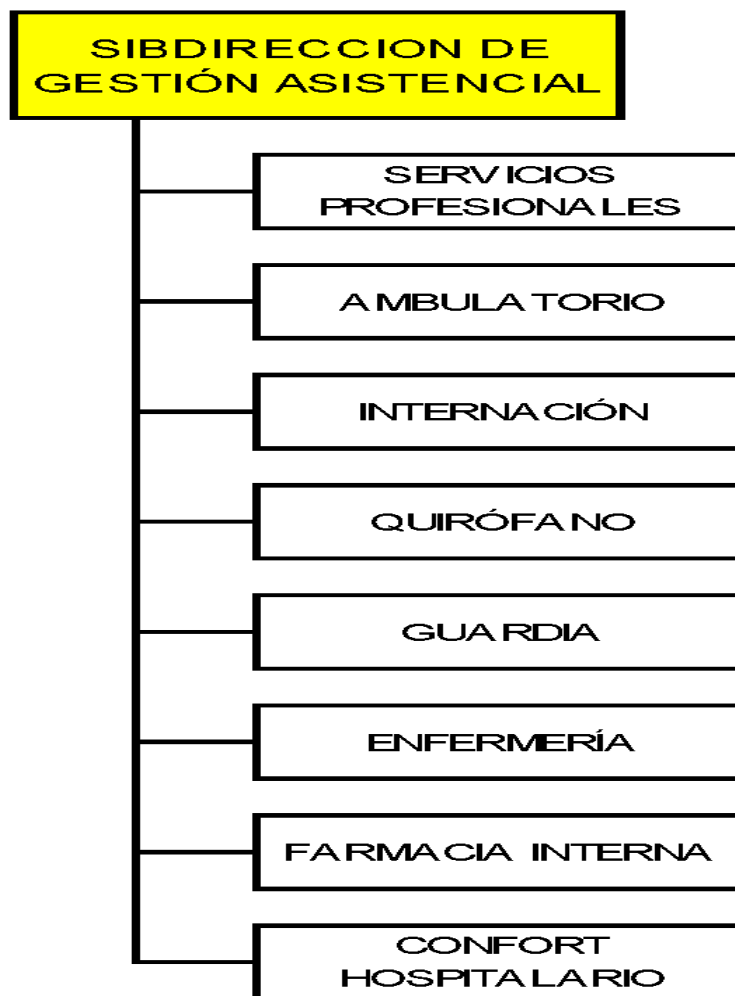 SIBDIRECCION DE
GESTIÓN ASISTENCIAL
SERVICIOS
PROFESIONALES
AMBULATORIO
INTERNACIÓN
QUIRÓFANO
GUARDIA
ENFERMERÍA
FARMACIA INTERNA
CONFORT
HOSPITALARIO